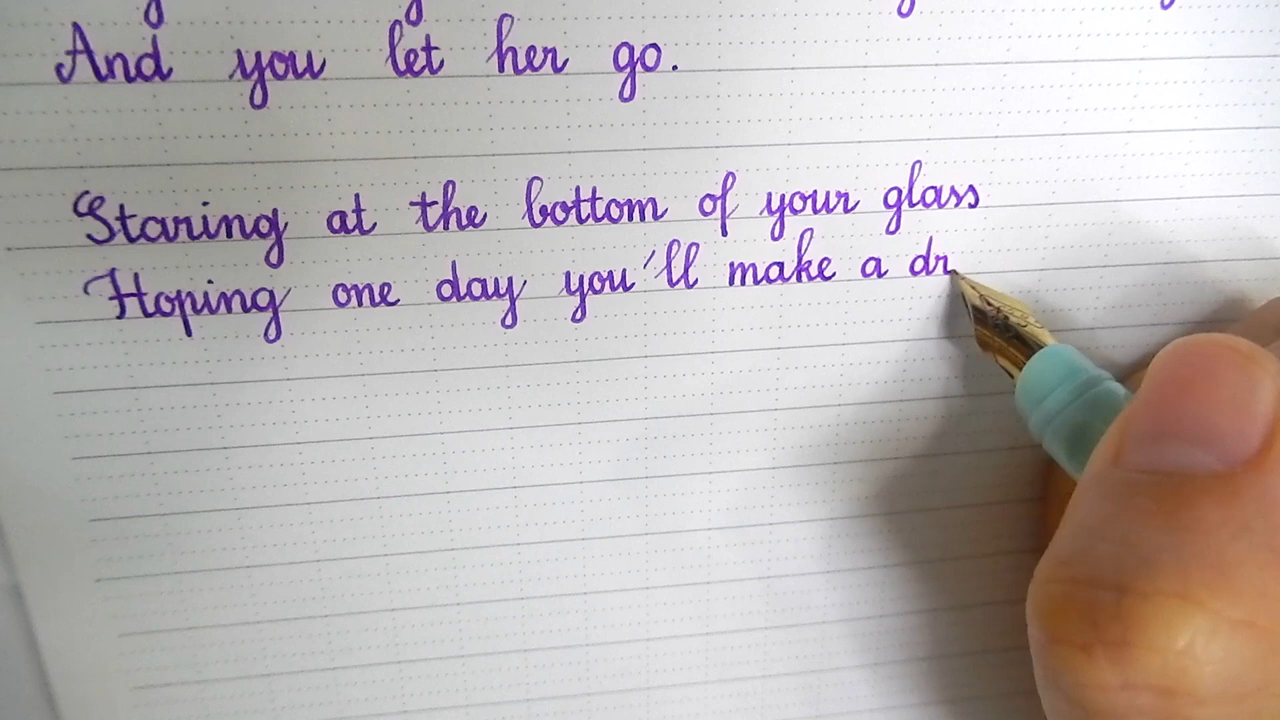 And you let her go.
Staring at the bottom of your glass
Hoping one day you'll make a dr